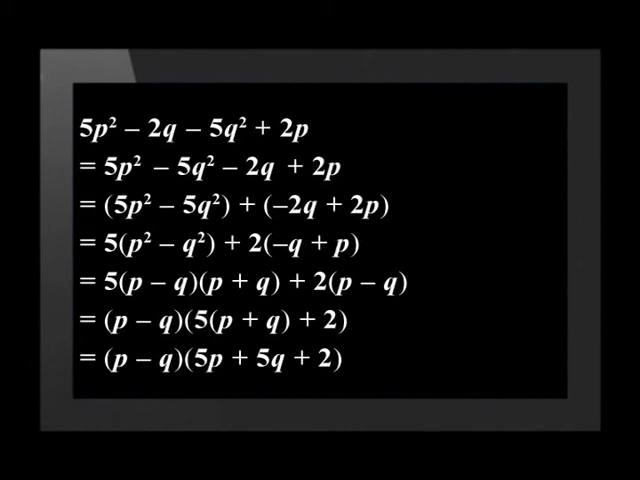 5p² – 2q – 5q² + 2p
= 5p² – 5q² – 2q + 2p
= (5p² – 5q²) + (–2q + 2p)
= 5(p² – q²) + 2(–q + p)
= 5(p – q)(p + q) + 2(p – q)
= (p – q)(5(p + q) + 2)
= (p – q)(5p + 5q + 2)